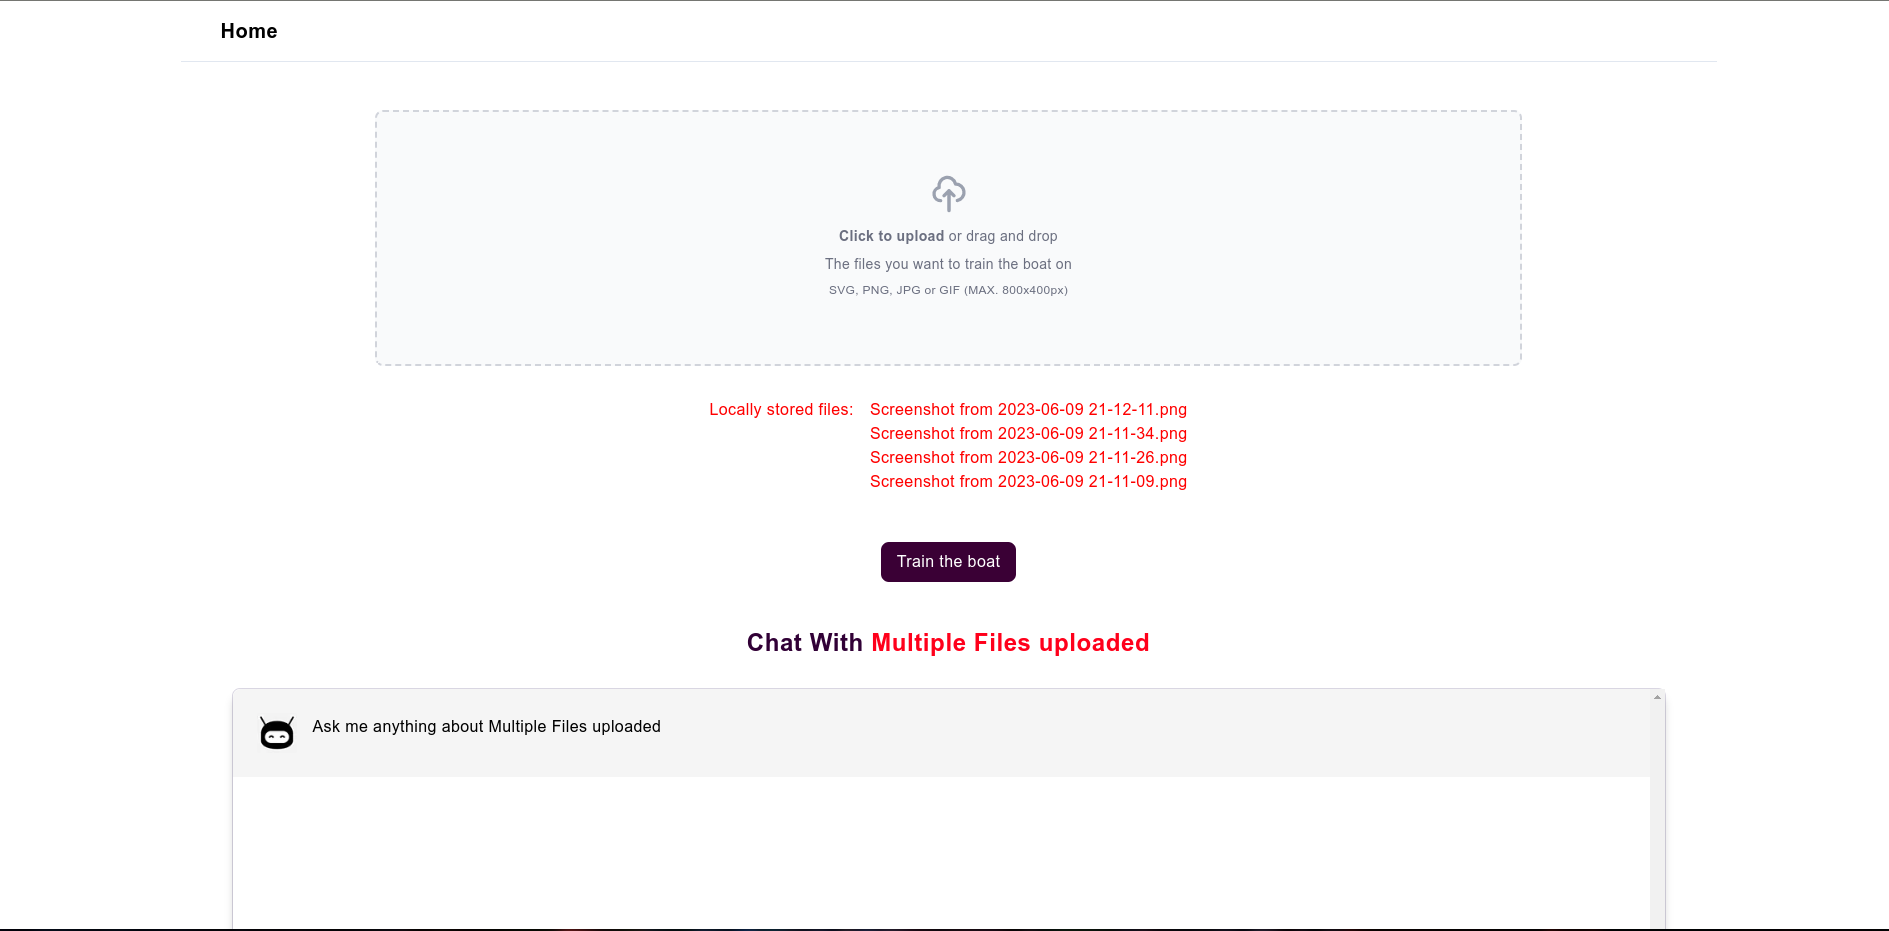 Home
Click to upload or drag and drop
The files you want to train the boat on
SVG, PNG, JPG or GIF (MAX. 800x400px)
Locally stored files: Screenshot from 2023-06-09 21-12-11.png
Screenshot from 2023-06-09 21-11-34.png
Screenshot from 2023-06-09 21-11-26.png
Screenshot from 2023-06-09 21-11-09.png
Train the boat
Chat With Multiple Files uploaded
Ask me anything about Multiple Files uploaded